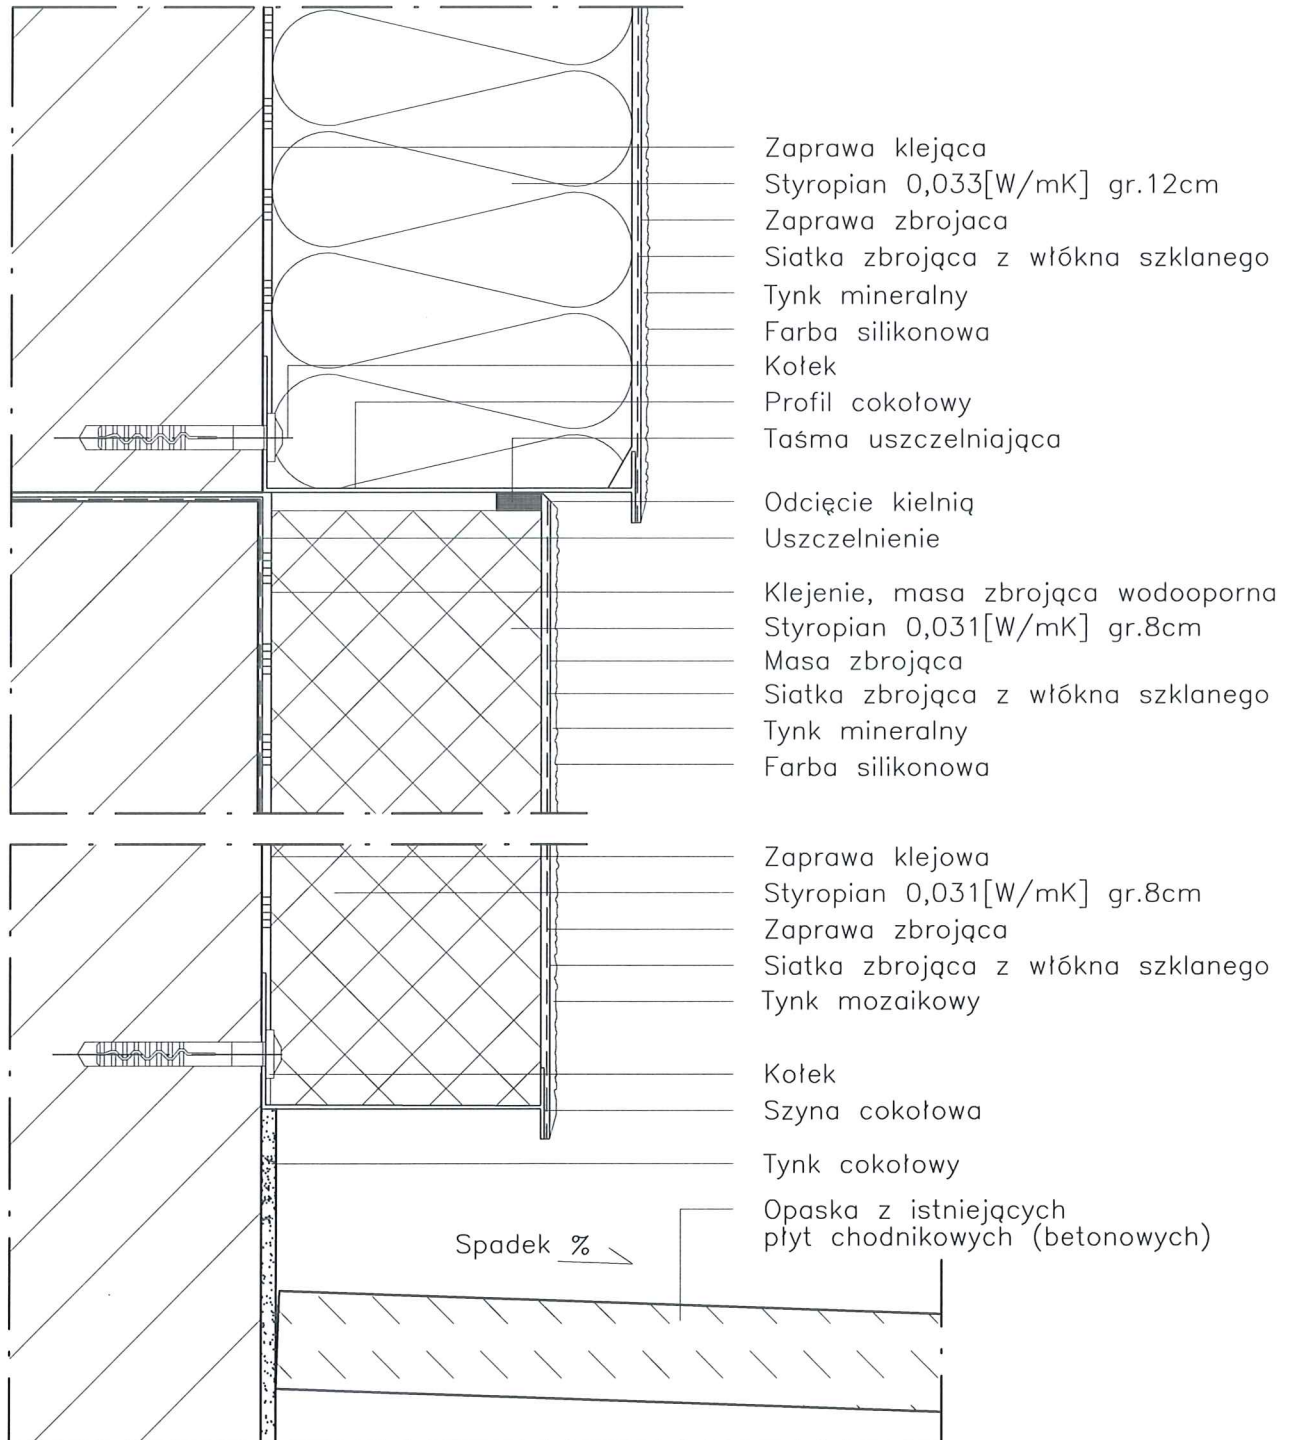 Zaprawa klejąca
Styropian 0,033[W/mK] gr.12cm
Zaprawa zbrojaca
Siatka zbrojąca z włókna szklanego
Tynk mineralny
Farba silikonowa
Kołek
Profil cokołowy
Taśma uszczelniająca
Odcięcie kielnią
Uszczelnienie
Klejenie, masa zbrojąca wodooporna
Styropian 0,031[W/mK] gr.8cm
Masa zbrojąca
Siatka zbrojąca z włókna szklanego
Tynk mineralny
Farba silikonowa
Zaprawa klejowa
Styropian 0,031[W/mK] gr.8cm
Zaprawa zbrojąca
Siatka zbrojąca z włókna szklanego
Tynk mozaikowy
Kołek
Szyna cokołowa
Tynk cokołowy
Opaska z istniejących
płyt chodnikowych (betonowych)
Spadek %